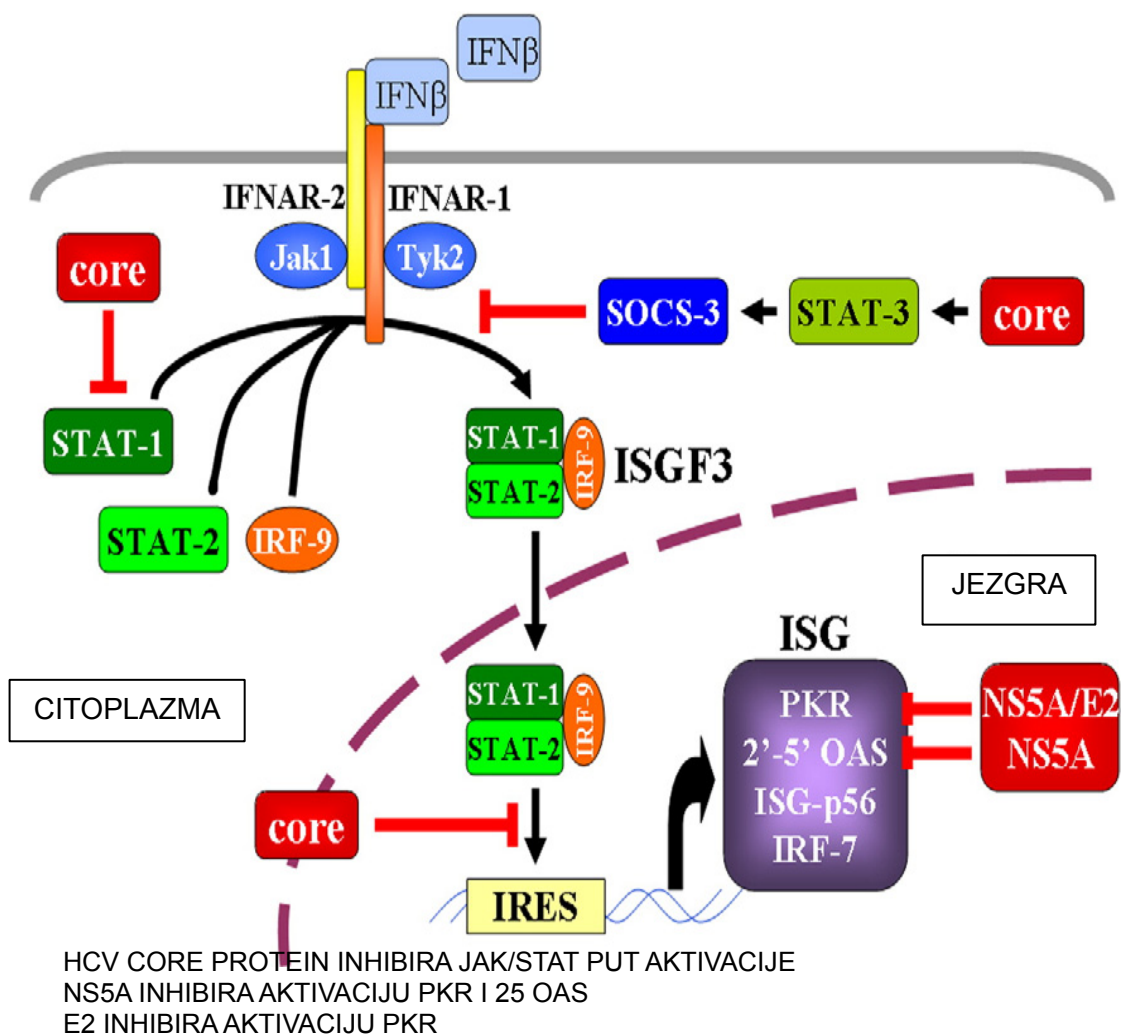 IFNβ
IFNβ
IFNAR-2 IFNAR-1
Jak1 Tyk2
core
SOCS-3 STAT-3 core
STAT-1
STAT-2 IRF-9
STAT-1
STAT-2
IRF-9
ISGF3
JEZGRA
CITOPLAZMA
STAT-1
STAT-2
IRF-9
ISG
PKR
2’-5’ OAS
ISG-p56
IRF-7
NS5A/E2
NS5A
core
IRES
HCV CORE PROTEIN INHIBIRA JAK/STAT PUT AKTIVACIJE
NS5A INHIBIRA AKTIVACIJU PKR I 25 OAS
E2 INHIBIRA AKTIVACIJU PKR